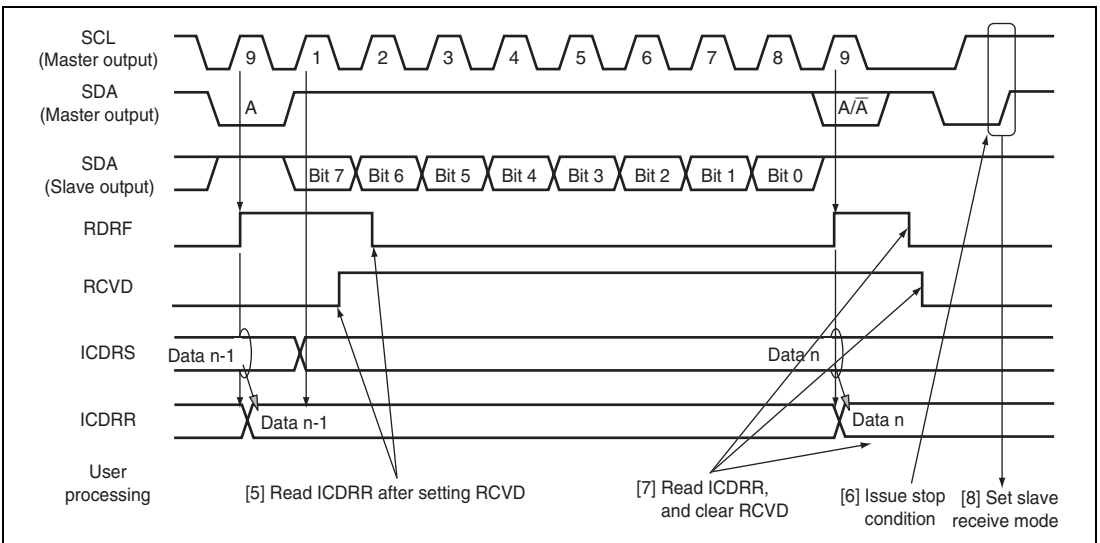 SCL
(Master output)
9 1 2 3 4 5 6 7 8 9
SDA
(Master output)
A A/A̅
SDA
(Slave output)
Bit 7 Bit 6 Bit 5 Bit 4 Bit 3 Bit 2 Bit 1 Bit 0
RDRF
RCVD
ICDRS
Data n-1 Data n
ICDRR
Data n-1 Data n
User
processing
[5] Read ICDRR after setting RCVD
[7] Read ICDRR,
and clear RCVD
[6] Issue stop
condition
[8] Set slave
receive mode